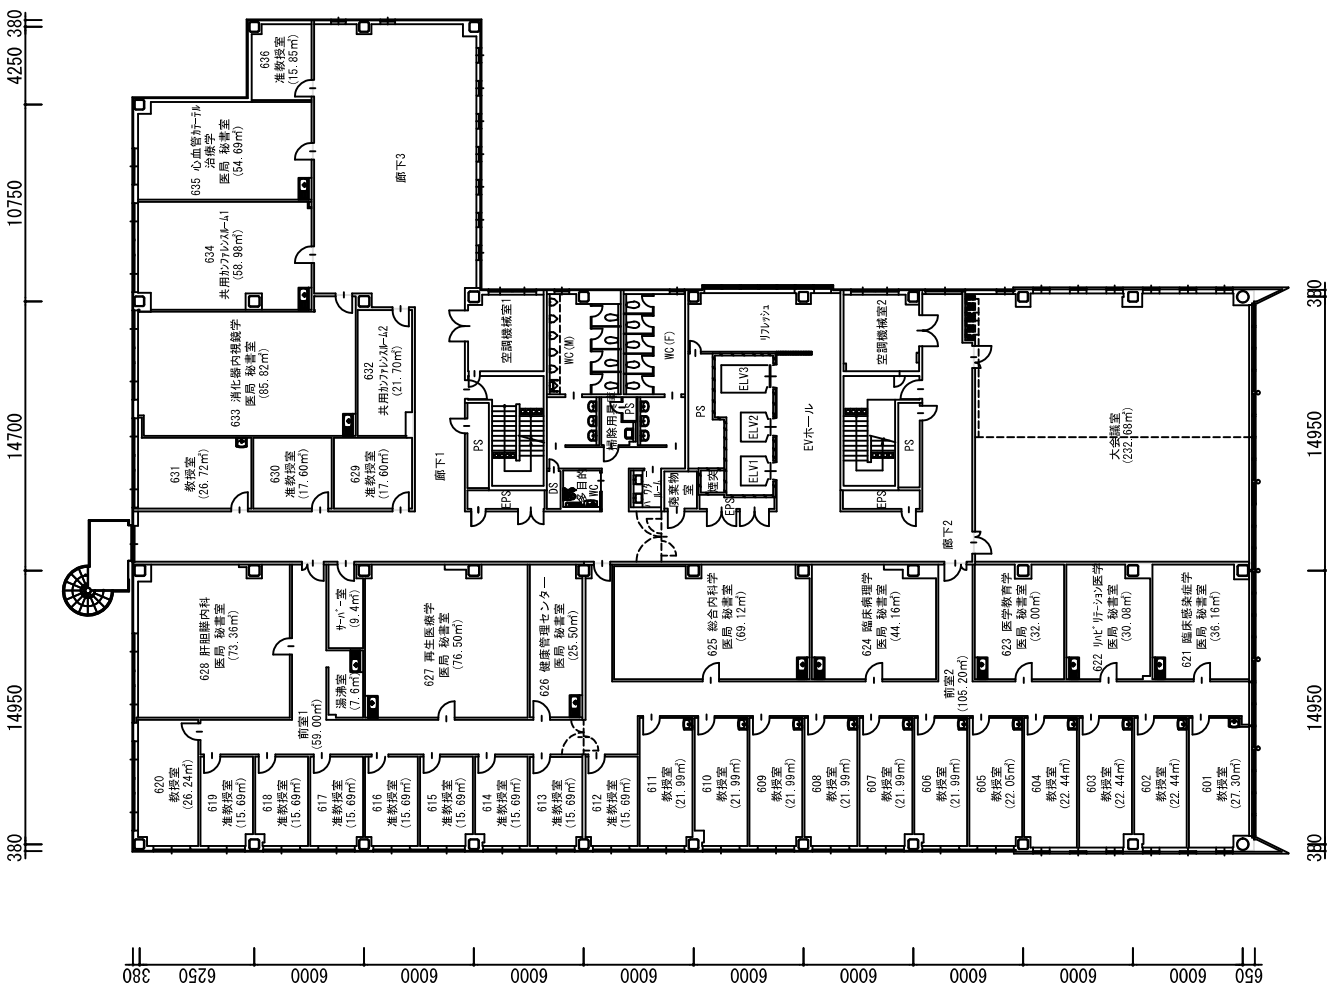 380
4250
10750
14700
14950
380
636
准教授室
(15.85㎡)
635 心血管ｶﾃｰﾃﾙ
治療学
医局 秘書室
(54.69㎡)
634
共用ｶﾝﾌｧﾚﾝｽﾙｰﾑ1
(58.98㎡)
廊下3
633 消化器内視鏡学
医局 秘書室
(85.82㎡)
632
共用ｶﾝﾌｧﾚﾝｽﾙｰﾑ2
(21.70㎡)
631
教授室
(26.72㎡)
630
准教授室
(17.60㎡)
629
准教授室
(17.60㎡)
廊下1
空調機械室1
PS
EPS
DS
WC(M)
WC(F)
掃除用具庫
PS
多目的
WC
ﾊﾟｳﾀﾞｰ
ﾙｰﾑ
廃棄物
室
煙突
EPS
PS
ﾘﾌﾚｯｼｭ
ELV3
ELV2
ELV1
EVホール
空調機械室2
PS
EPS
廊下2
大会議室
(232.68㎡)
380
14950
14950
380
628 肝胆膵内科
医局 秘書室
(73.36㎡)
ｻｰﾊﾞｰ室
(9.4㎡)
湯沸室
(7.6㎡)
627 再生医療学
医局 秘書室
(76.50㎡)
626 健康管理センター
医局 秘書室
(25.50㎡)
625 総合内科学
医局 秘書室
(69.12㎡)
624 臨床病理学
医局 秘書室
(44.16㎡)
623 医学教育学
医局 秘書室
(32.00㎡)
622 ﾘﾊﾋﾞﾘﾃｰｼｮﾝ医学
医局 秘書室
(30.08㎡)
621 臨床感染症学
医局 秘書室
(36.16㎡)
前室1
(59.00㎡)
前室2
(105.20㎡)
620
教授室
(26.24㎡)
619
准教授室
(15.69㎡)
618
准教授室
(15.69㎡)
617
准教授室
(15.69㎡)
616
准教授室
(15.69㎡)
615
准教授室
(15.69㎡)
614
准教授室
(15.69㎡)
613
准教授室
(15.69㎡)
612
准教授室
(15.69㎡)
611
教授室
(21.99㎡)
610
教授室
(21.99㎡)
609
教授室
(21.99㎡)
608
教授室
(21.99㎡)
607
教授室
(21.99㎡)
606
教授室
(21.99㎡)
605
教授室
(22.05㎡)
604
教授室
(22.44㎡)
603
教授室
(22.44㎡)
602
教授室
(22.44㎡)
601
教授室
(27.30㎡)
380
6250
6000
6000
6000
6000
6000
6000
6000
6000
6000
650